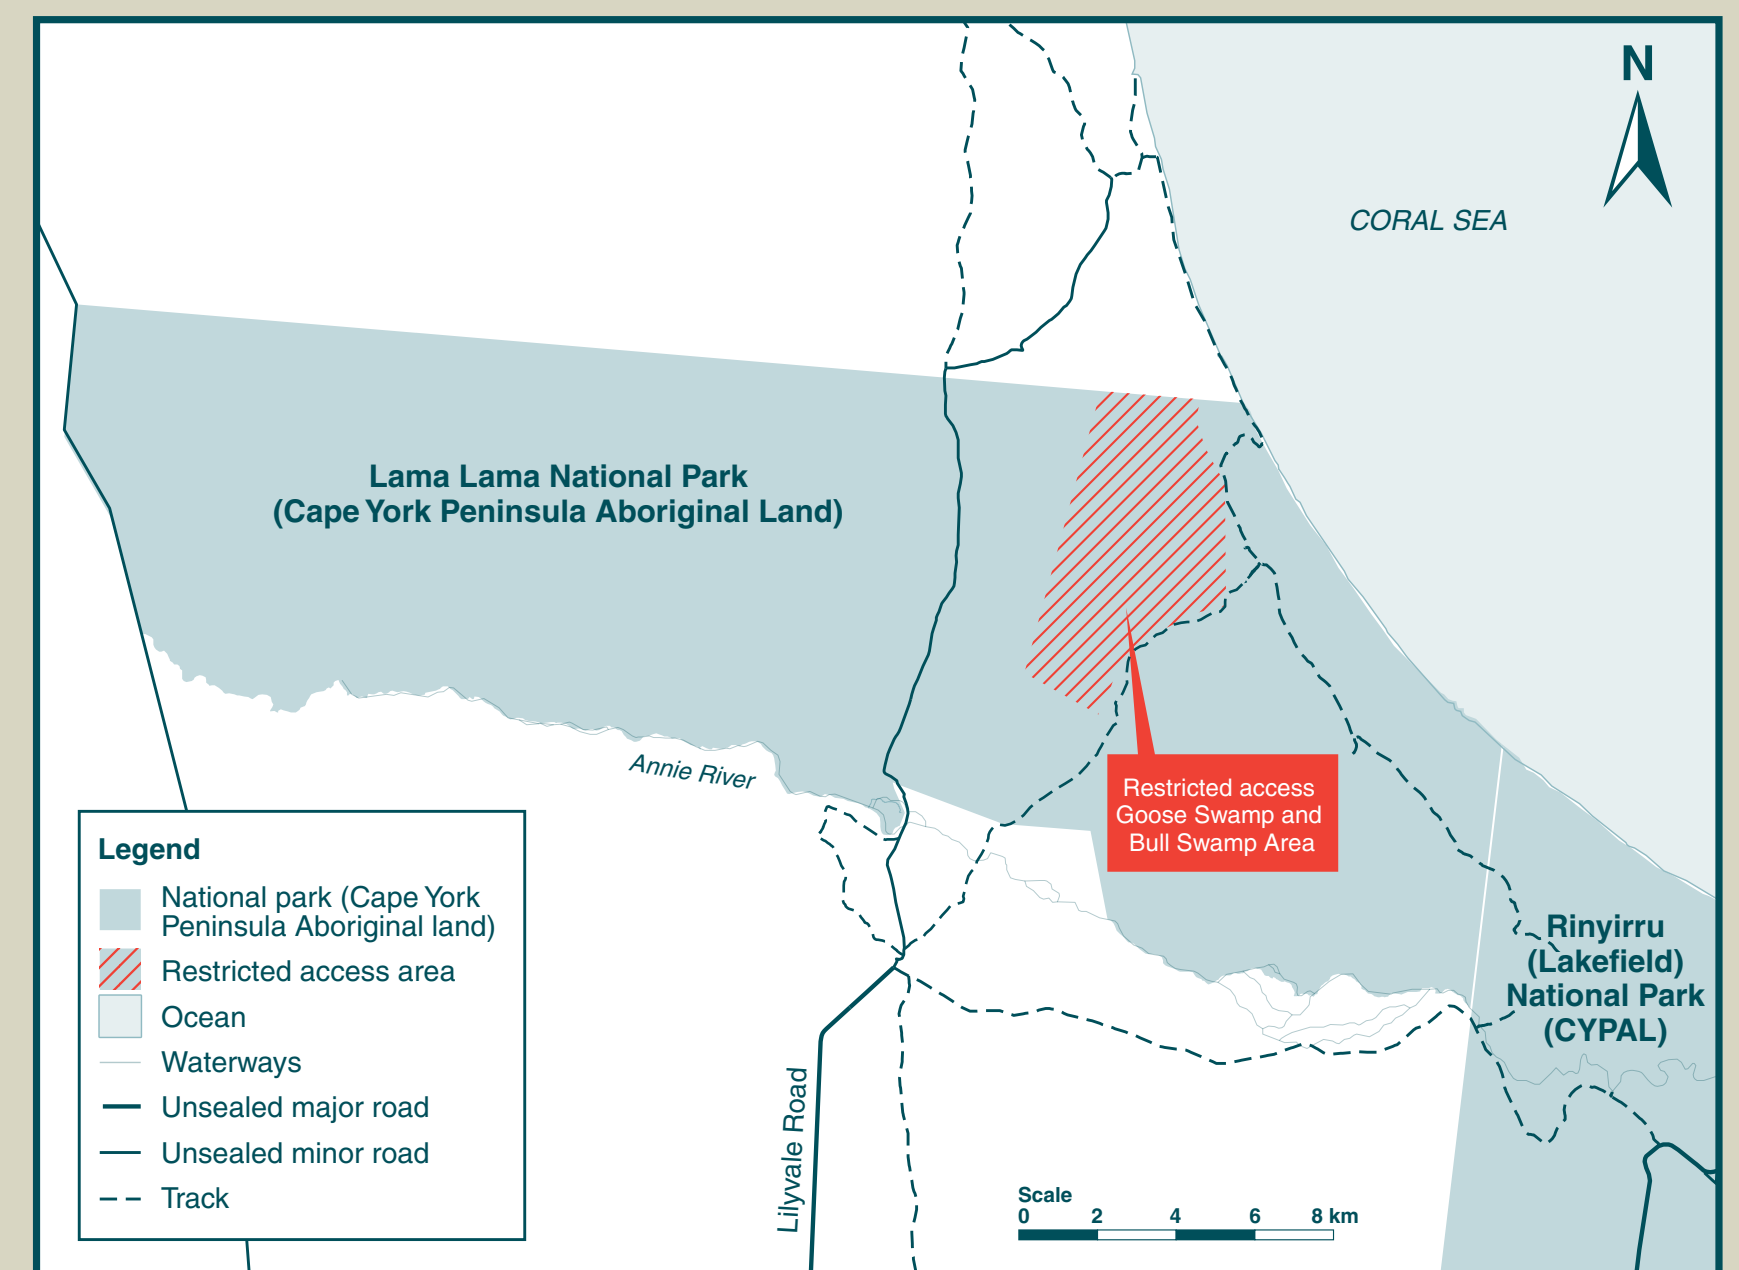 N
CORAL SEA
Lama Lama National Park
(Cape York Peninsula Aboriginal Land)
Annie River
Restricted access
Goose Swamp and
Bull Swamp Area
Rinyirru
(Lakefield)
National Park
(CYPAL)
Legend
National park (Cape York
Peninsula Aboriginal land)
Restricted access area
Ocean
Waterways
Unsealed major road
Unsealed minor road
Track
Lilyvale Road
Scale
0 2 4 6 8 km